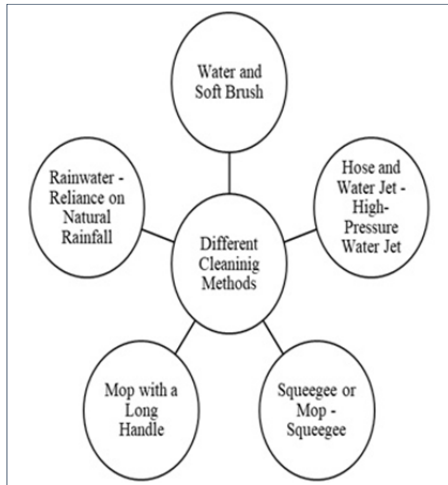 Water and
Soft Brush
Rainwater -
Reliance on
Natural
Rainfall
Hose and
Water Jet -
High-
Pressure
Water Jet
Different
Cleaninig
Methods
Mop with a
Long
Handle
Squeegee or
Mop -
Squeegee